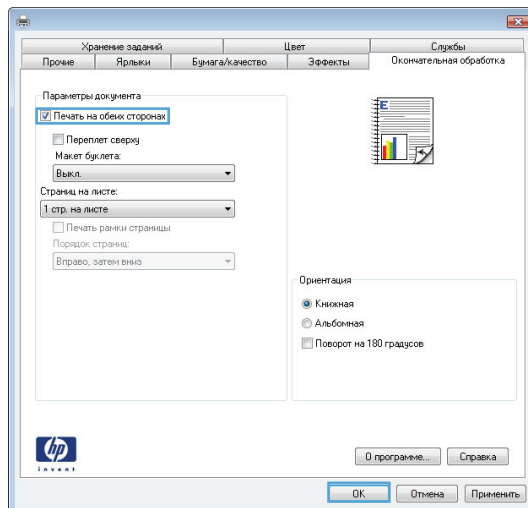 Хранение заданий Цвет Службы
Прочие Ярлыки Бумага/качество Эффекты Окончательная обработка
Параметры документа
Печать на обеих сторонах
Переплет сверху
Макет буклета:
Выкл.
Страниц на листе:
1 стр. на листе
Печать рамки страницы
Порядок страниц:
Вправо, затем вниз
E
Ориентация
Книжная
Альбомная
Поворот на 180 градусов
hp
invent
О программе... Справка
OK Отмена Применить